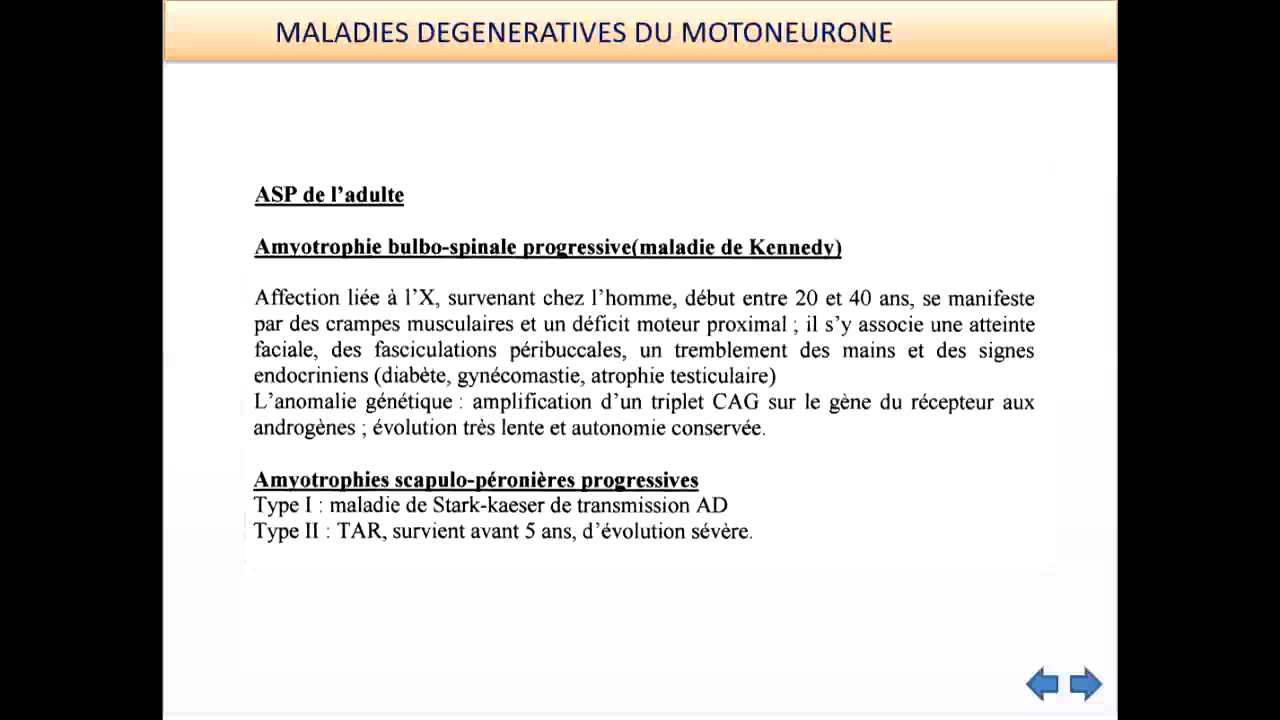 MALADIES DEGENERATIVES DU MOTONEURONE
ASP de l'adulte
Amyotrophie bulbo-spinale progressive(maladie de Kennedy)
Affection liée à l'X, survenant chez l'homme, début entre 20 et 40 ans, se manifeste
par des crampes musculaires et un déficit moteur proximal ; il s'y associe une atteinte
faciale, des fasciculations péribuccales, un tremblement des mains et des signes
endocriniens (diabète, gynécomastie, atrophie testiculaire)
L'anomalie génétique : amplification d'un triplet CAG sur le gène du récepteur aux
androgènes ; évolution très lente et autonomie conservée.
Amyotrophies scapulo-péronières progressives
Type I : maladie de Stark-kaeser de transmission AD
Type II : TAR, survient avant 5 ans, d'évolution sévère.